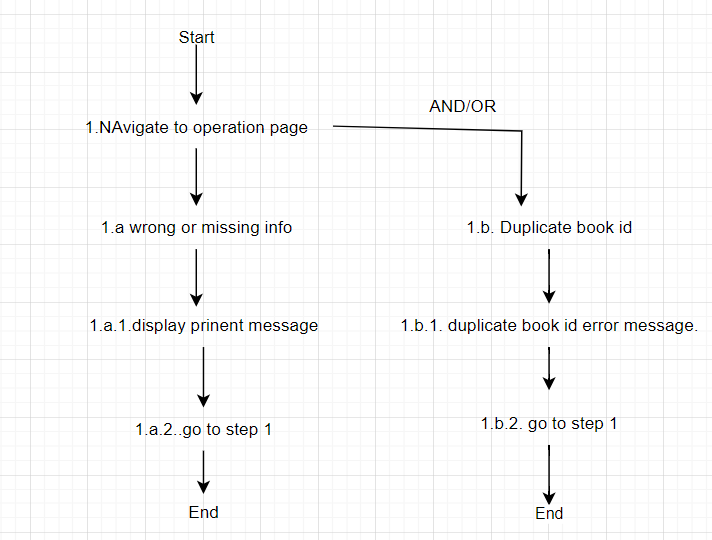 Start
AND/OR
1.NAvigate to operation page
1.a wrong or missing info
1.b. Duplicate book id
1.a.1.display prinent message
1.b.1. duplicate book id error message.
1.a.2..go to step 1
1.b.2. go to step 1
End
End